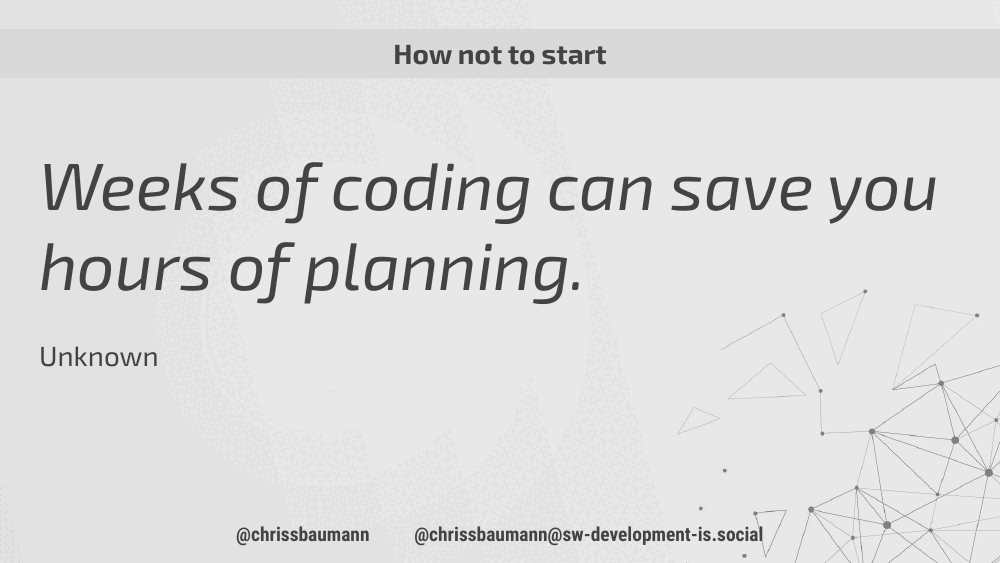 How not to start
Weeks of coding can save you
hours of planning.
Unknown
@chrissbaumann @chrissbaumann@sw-development-is.social